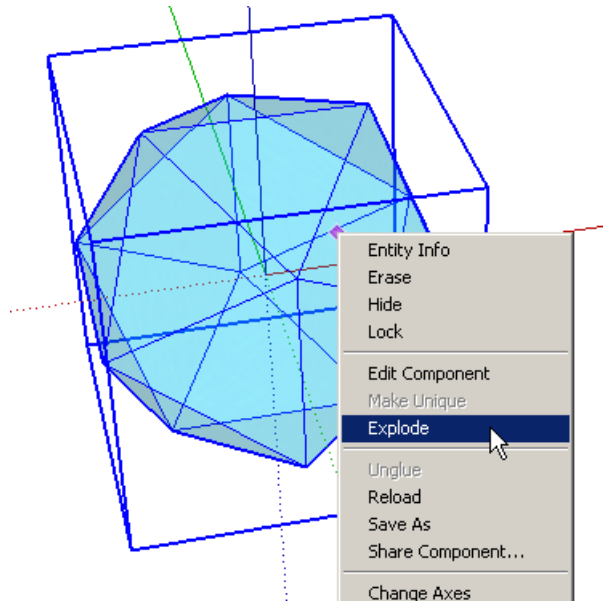 Entity Info
Erase
Hide
Lock
Edit Component
Make Unique
Explode
Unglue
Reload
Save As
Share Component...
Change Axes